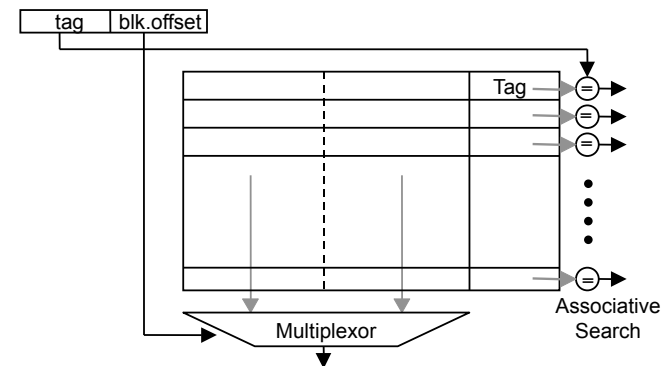 tag blk.offset
Tag =
=
=
=
Multiplexor
Associative
Search